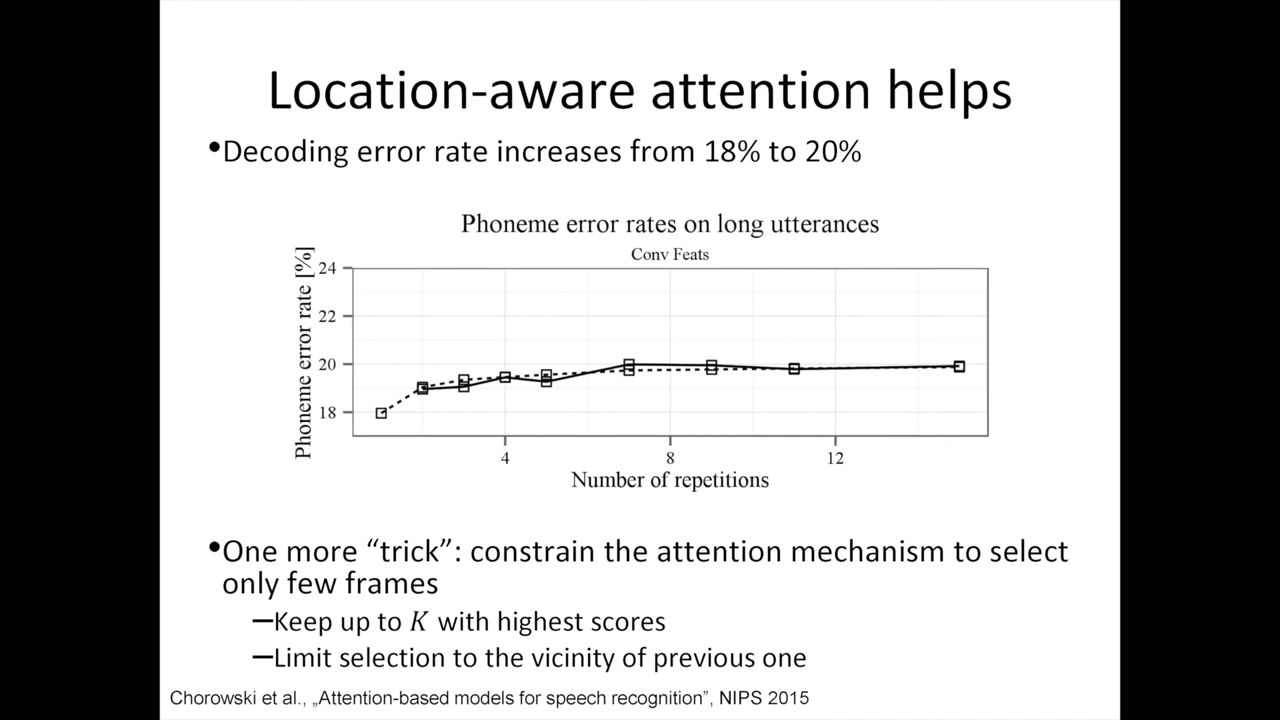 Location-aware attention helps
•Decoding error rate increases from 18% to 20%
Phoneme error rates on long utterances
Conv Feats
Phoneme error rate [%]
24
22
20
18
4 8 12
Number of repetitions
•One more “trick”: constrain the attention mechanism to select
only few frames
–Keep up to K with highest scores
–Limit selection to the vicinity of previous one
Chorowski et al., „Attention-based models for speech recognition”, NIPS 2015